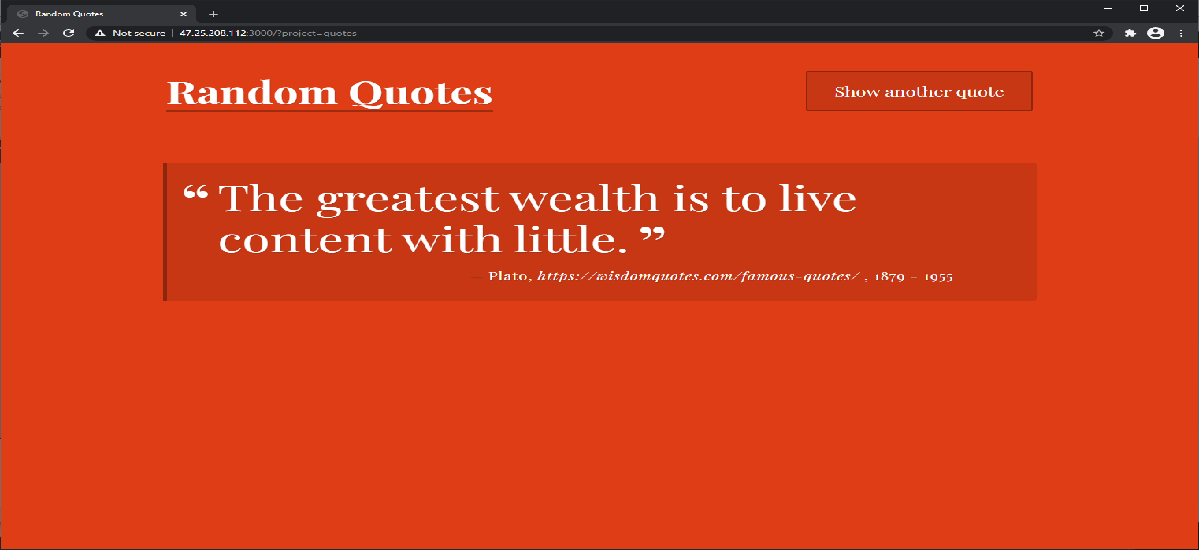 Random Quotes
Not secure | 47.25.208.112:3000/?project=quotes
Random Quotes
Show another quote
“ The greatest wealth is to live
content with little. ”
— Plato, https://wisdomquotes.com/famous-quotes/ , 1879 – 1955